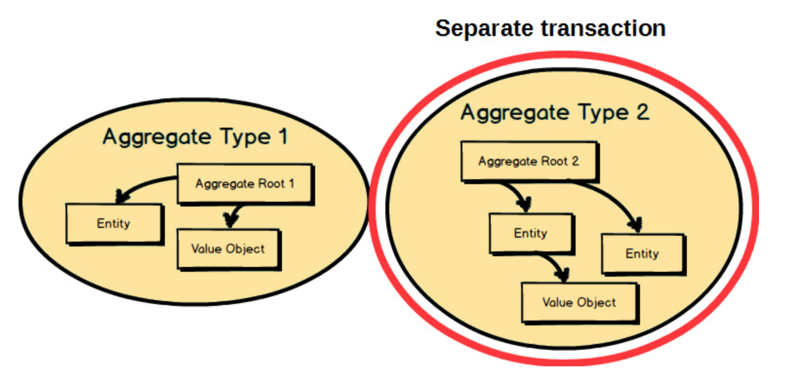 Separate transaction
Aggregate Type 1
Aggregate Root 1
Entity
Value Object
Aggregate Type 2
Aggregate Root 2
Entity
Entity
Value Object